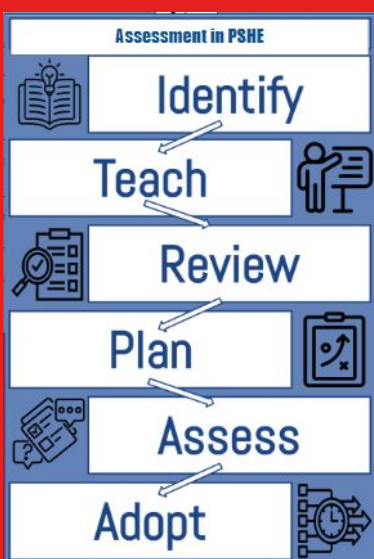 Assessment in PSHE
Identify
Teach
Review
Plan
Assess
Adopt